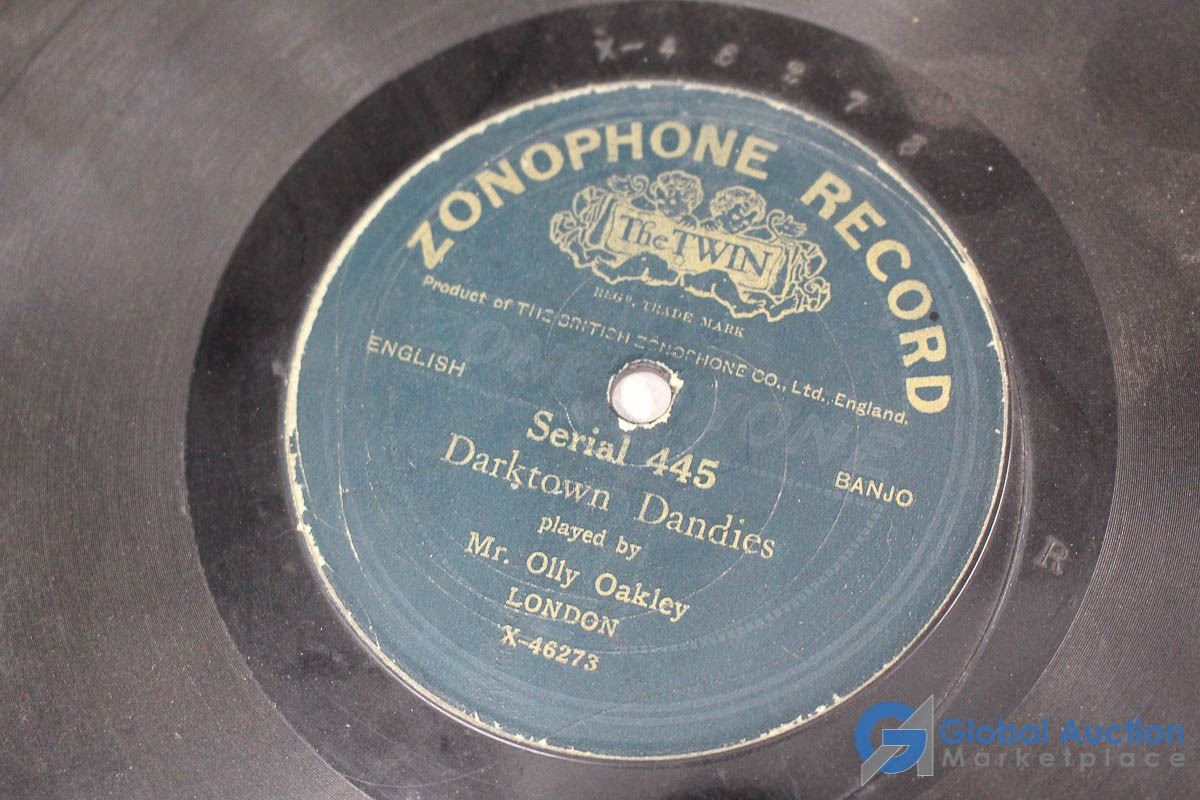 X-46273
ZONOPHONE RECORD
The TWIN
REGD. TRADE MARK
Product of THE BRITISH ZONOPHONE CO., Ltd., England.
ENGLISH
BANJO
Serial 445
Darktown Dandies
played by
Mr. Olly Oakley
LONDON
X-46273
R
Global Auction
Marketplace